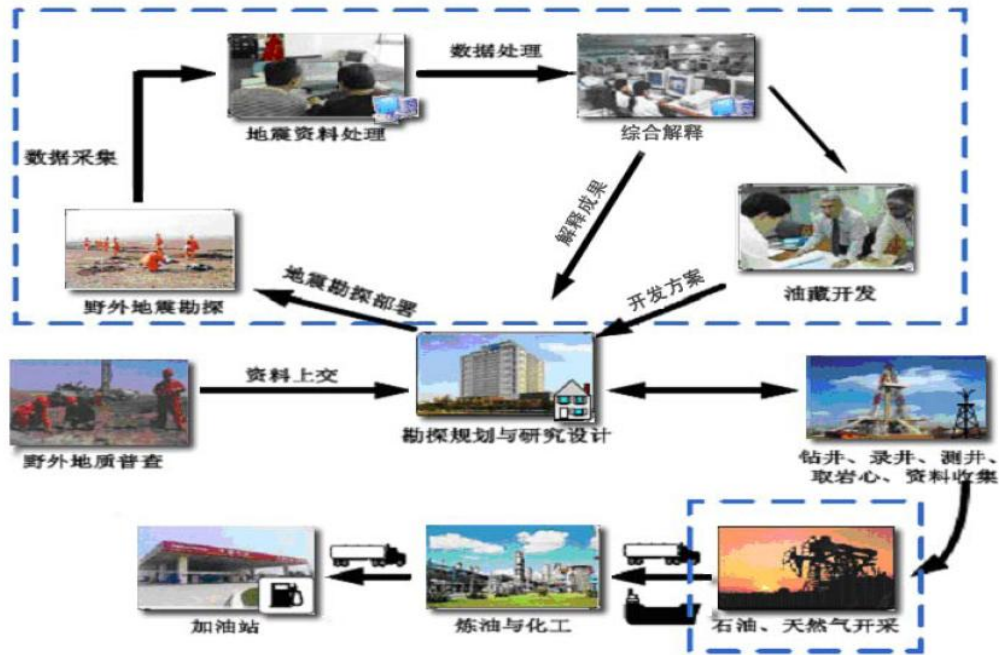 数据处理
地震资料处理
综合解释
数据采集
解释成果
野外地震勘探
地震勘探部署
开发方案
油藏开发
资料上交
野外地质普查
勘探规划与研究设计
钻井、录井、测井、
取岩心、资料收集
加油站
炼油与化工
石油、天然气开采